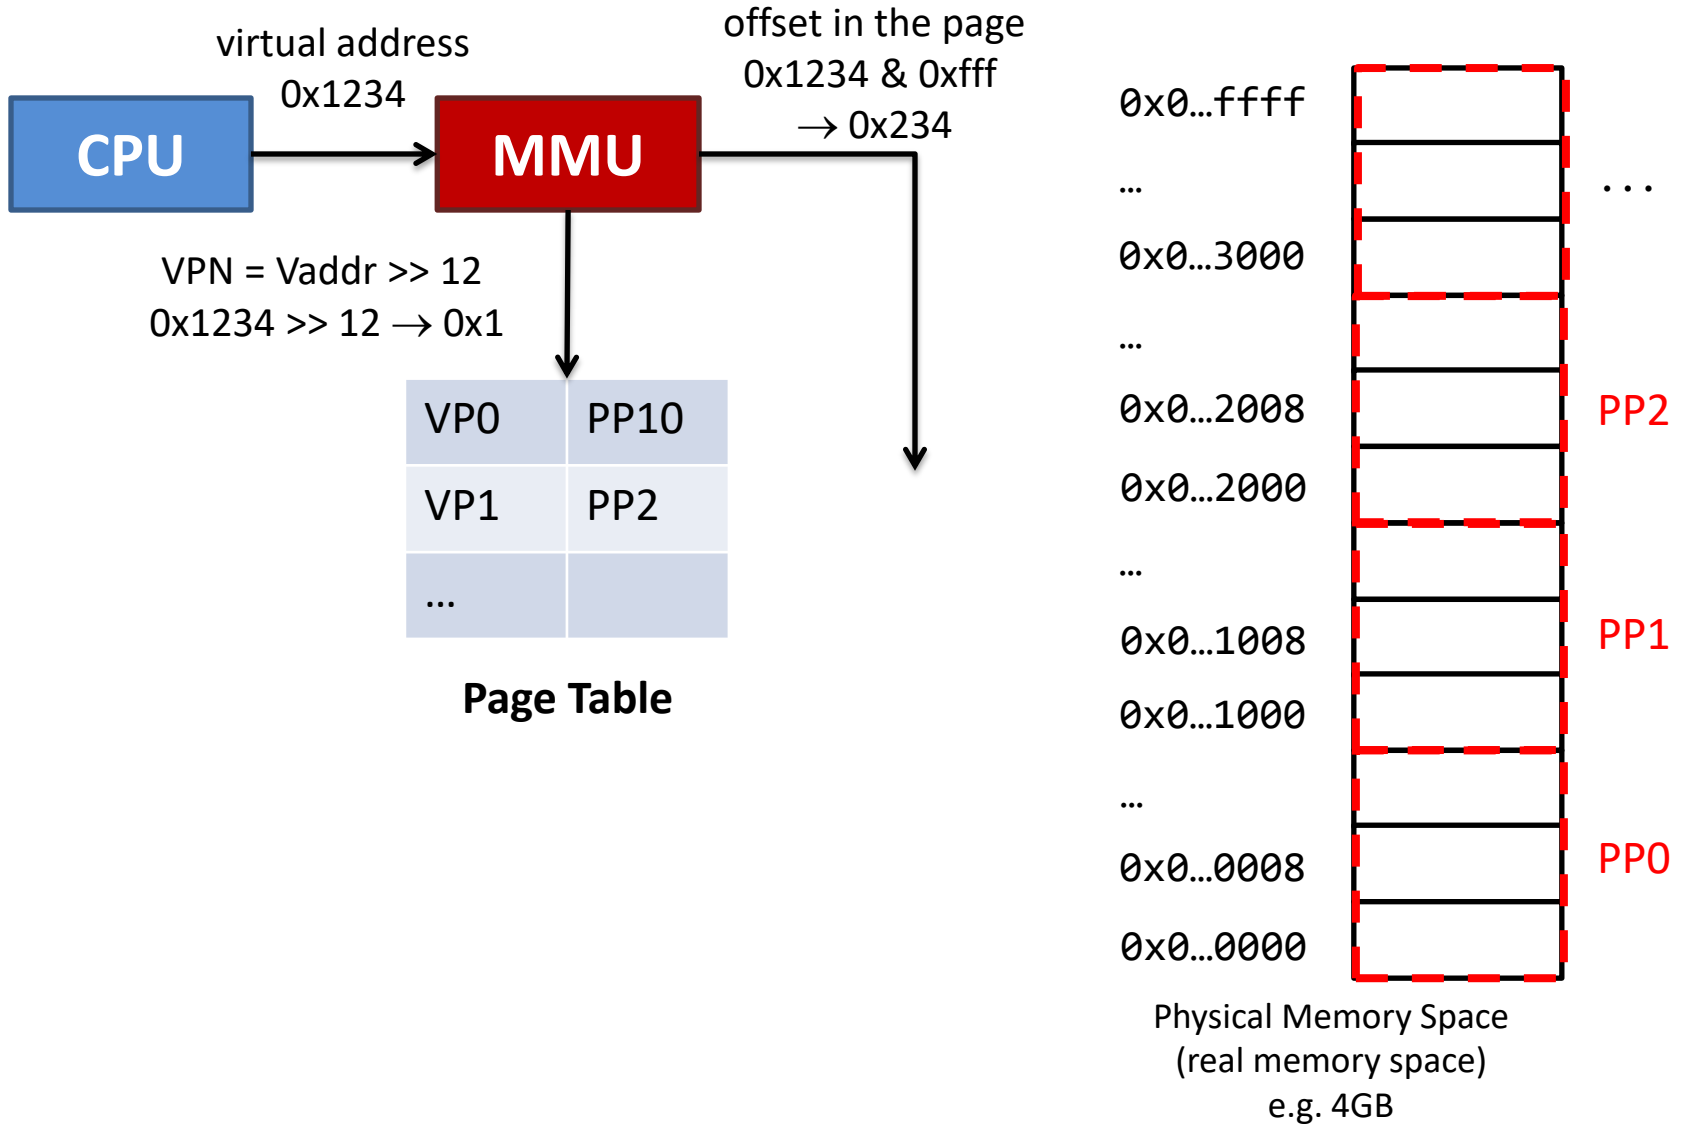 virtual address
0x1234
offset in the page
0x1234 & 0xfff
→ 0x234
CPU
MMU
VPN = Vaddr >> 12
0x1234 >> 12 → 0x1
VP0 PP10
VP1 PP2
…
Page Table
0x0…ffff
… ...
0x0…3000
…
0x0…2008 PP2
0x0…2000
…
0x0…1008 PP1
0x0…1000
…
0x0…0008 PP0
0x0…0000
Physical Memory Space
(real memory space)
e.g. 4GB